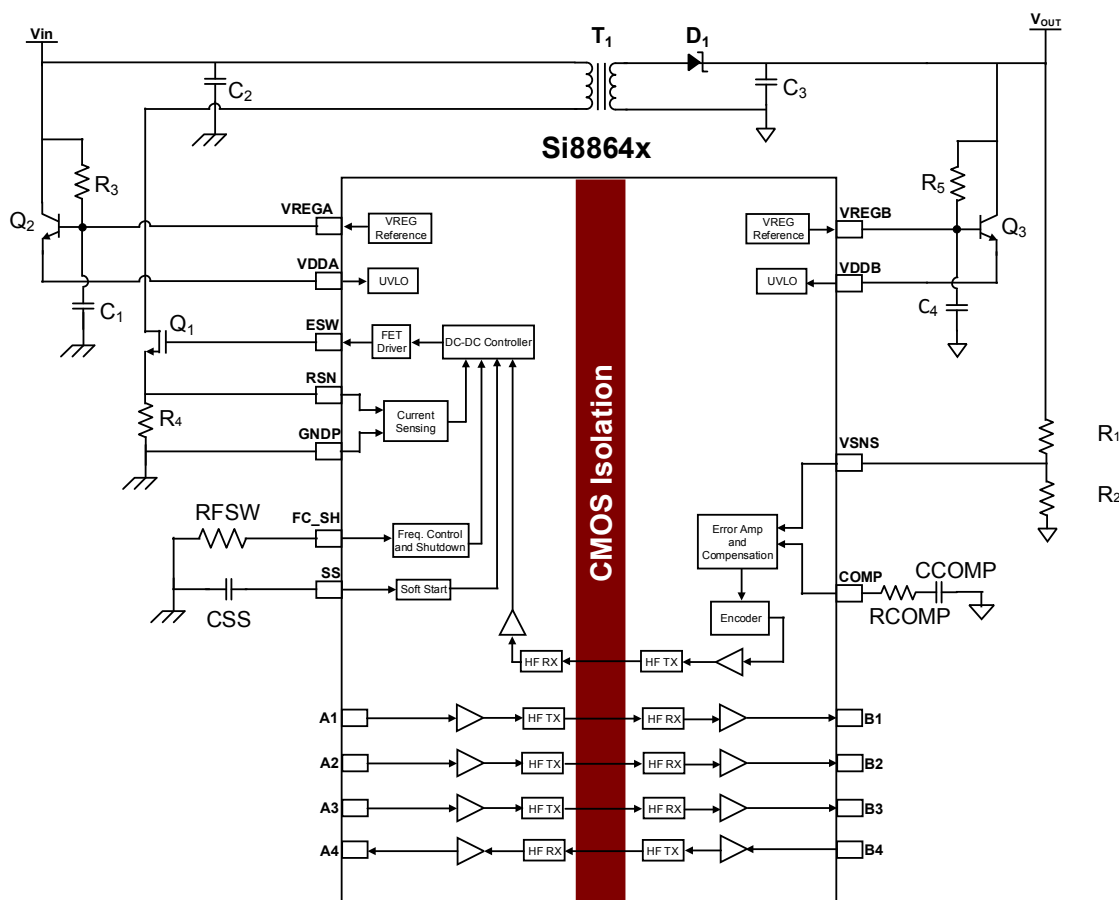 Vin
T1
D1
VOUT
C2
C3
Si8864x
R3
R5
Q2
VREGA
VREG
Reference
VREG
Reference
VREGB
Q3
VDDA
UVLO
UVLO
VDDB
C1
C4
Q1
ESW
FET
Driver
DC-DC Controller
RSN
R4
Current
Sensing
GNDP
CMOS Isolation
VSNS
R1
R2
RFSW
FC_SH
Freq. Control
and Shutdown
Error Amp
and
Compensation
SS
Soft Start
CSS
COMP
CCOMP
RCOMP
Encoder
HF RX
HF TX
A1
HF TX
HF RX
B1
A2
HF TX
HF RX
B2
A3
HF TX
HF RX
B3
A4
HF RX
HF TX
B4